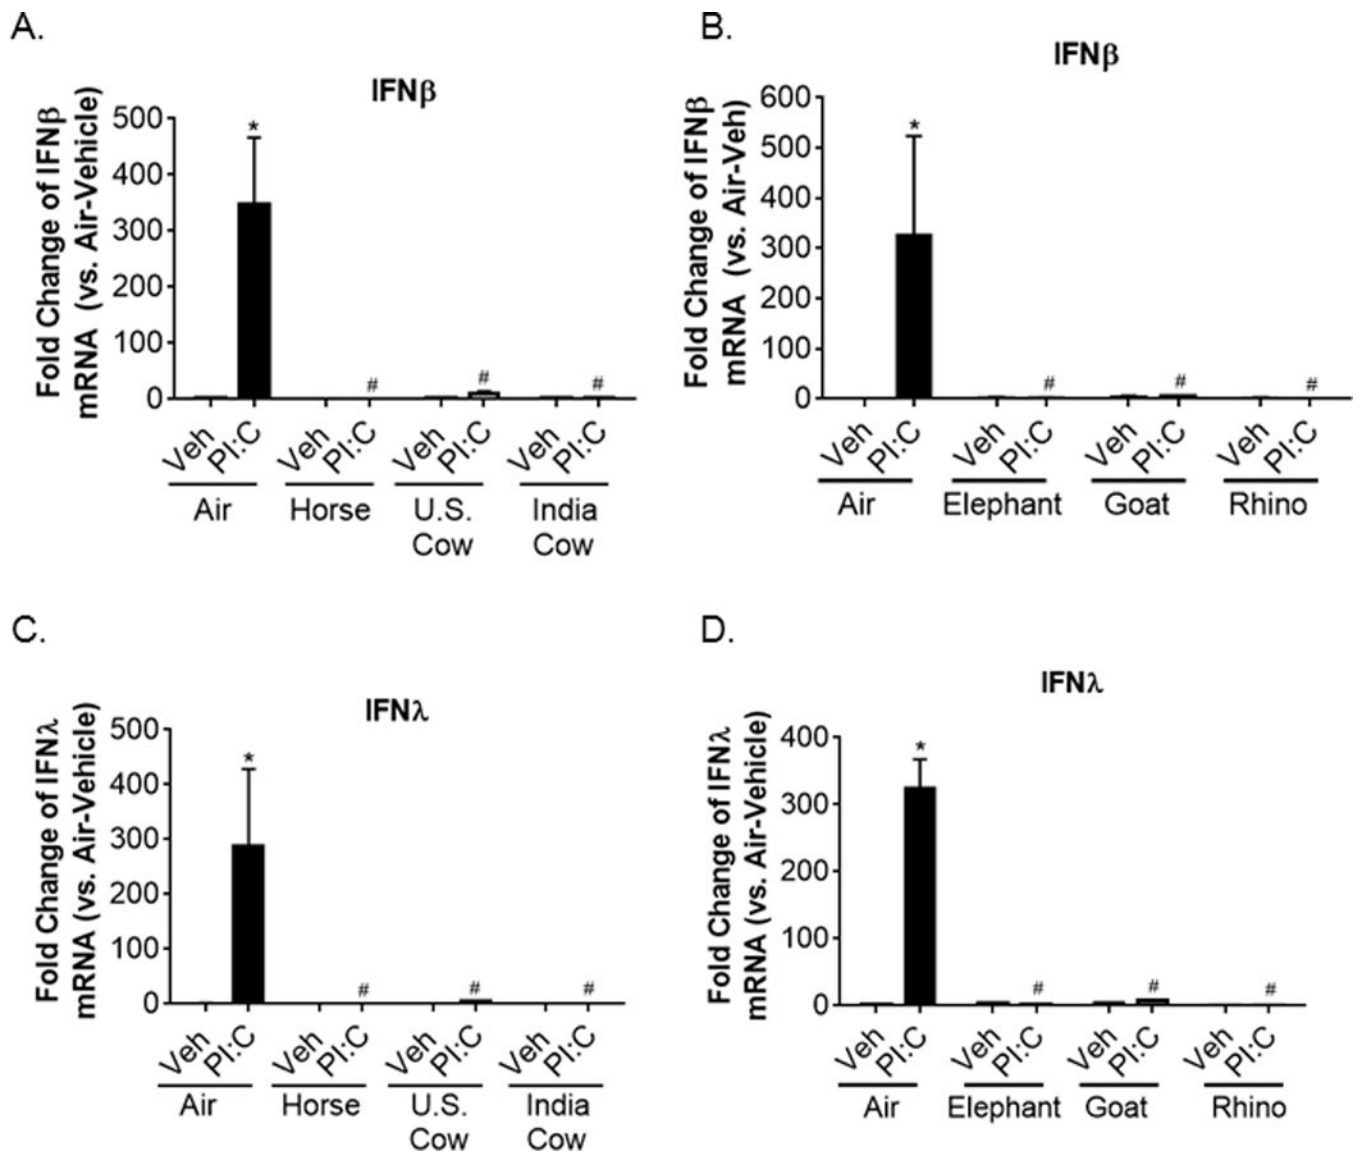 A.
IFNβ
Fold Change of IFNβ
mRNA (vs. Air-Vehicle)
500
400
300
200
100
0
*
#
#
#
Veh PI:C Veh PI:C Veh PI:C Veh PI:C
Air Horse U.S. Cow India Cow
B.
IFNβ
Fold Change of IFNβ
mRNA (vs. Air-Veh)
600
500
400
300
200
100
0
*
#
#
#
Veh PI:C Veh PI:C Veh PI:C Veh PI:C
Air Elephant Goat Rhino
C.
IFNλ
Fold Change of IFNλ
mRNA (vs. Air-Vehicle)
500
400
300
200
100
0
*
#
#
#
Veh PI:C Veh PI:C Veh PI:C Veh PI:C
Air Horse U.S. Cow India Cow
D.
IFNλ
Fold Change of IFNλ
mRNA (vs. Air-Vehicle)
400
300
200
100
0
*
#
#
#
Veh PI:C Veh PI:C Veh PI:C Veh PI:C
Air Elephant Goat Rhino